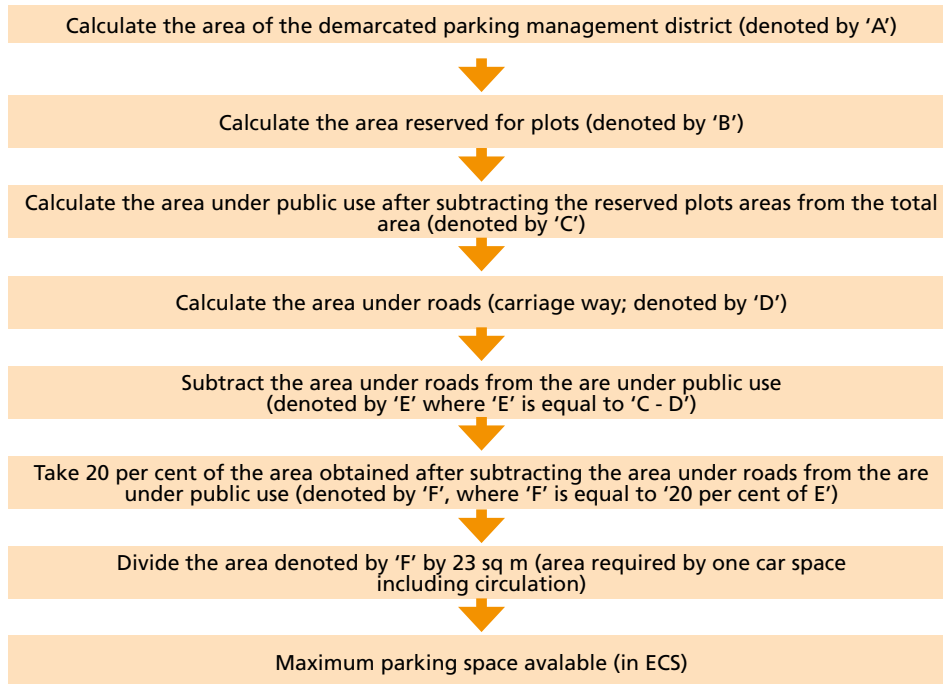 Calculate the area of the demarcated parking management district (denoted by ‘A’)
Calculate the area reserved for plots (denoted by ‘B’)
Calculate the area under public use after subtracting the reserved plots areas from the total
area (denoted by ‘C’)
Calculate the area under roads (carriage way; denoted by ‘D’)
Subtract the area under roads from the are under public use
(denoted by ‘E’ where ‘E’ is equal to ‘C - D’)
Take 20 per cent of the area obtained after subtracting the area under roads from the are
under public use (denoted by ‘F’, where ‘F’ is equal to ‘20 per cent of E’)
Divide the area denoted by ‘F’ by 23 sq m (area required by one car space
including circulation)
Maximum parking space avalable (in ECS)